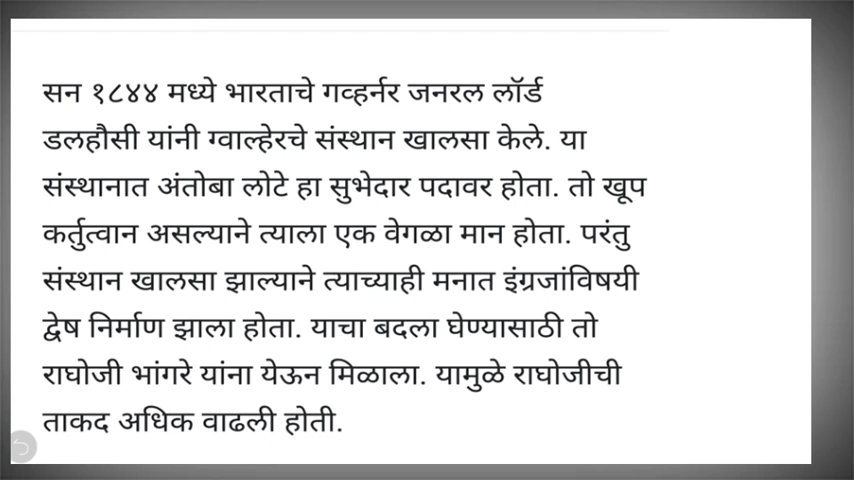 सन १८४४ मध्ये भारताचे गव्हर्नर जनरल लॉर्ड
डलहौसी यांनी ग्वाल्हेरचे संस्थान खालसा केले. या
संस्थानात अंतोबा लोटे हा सुभेदार पदावर होता. तो खूप
कर्तुत्वान असल्याने त्याला एक वेगळा मान होता. परंतु
संस्थान खालसा झाल्याने त्याच्याही मनात इंग्रजांविषयी
द्वेष निर्माण झाला होता. याचा बदला घेण्यासाठी तो
राघोजी भांगरे यांना येऊन मिळाला. यामुळे राघोजीची
ताकद अधिक वाढली होती.